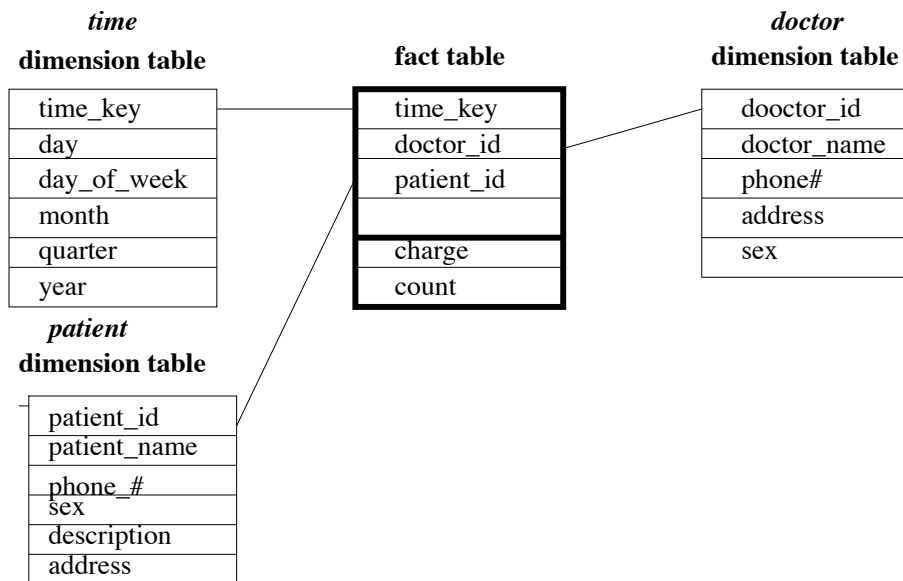 time
dimension table
time_key
day
day_of_week
month
quarter
year
fact table
time_key
doctor_id
patient_id
charge
count
doctor
dimension table
dooctor_id
doctor_name
phone#
address
sex
patient
dimension table
patient_id
patient_name
phone_#
sex
description
address